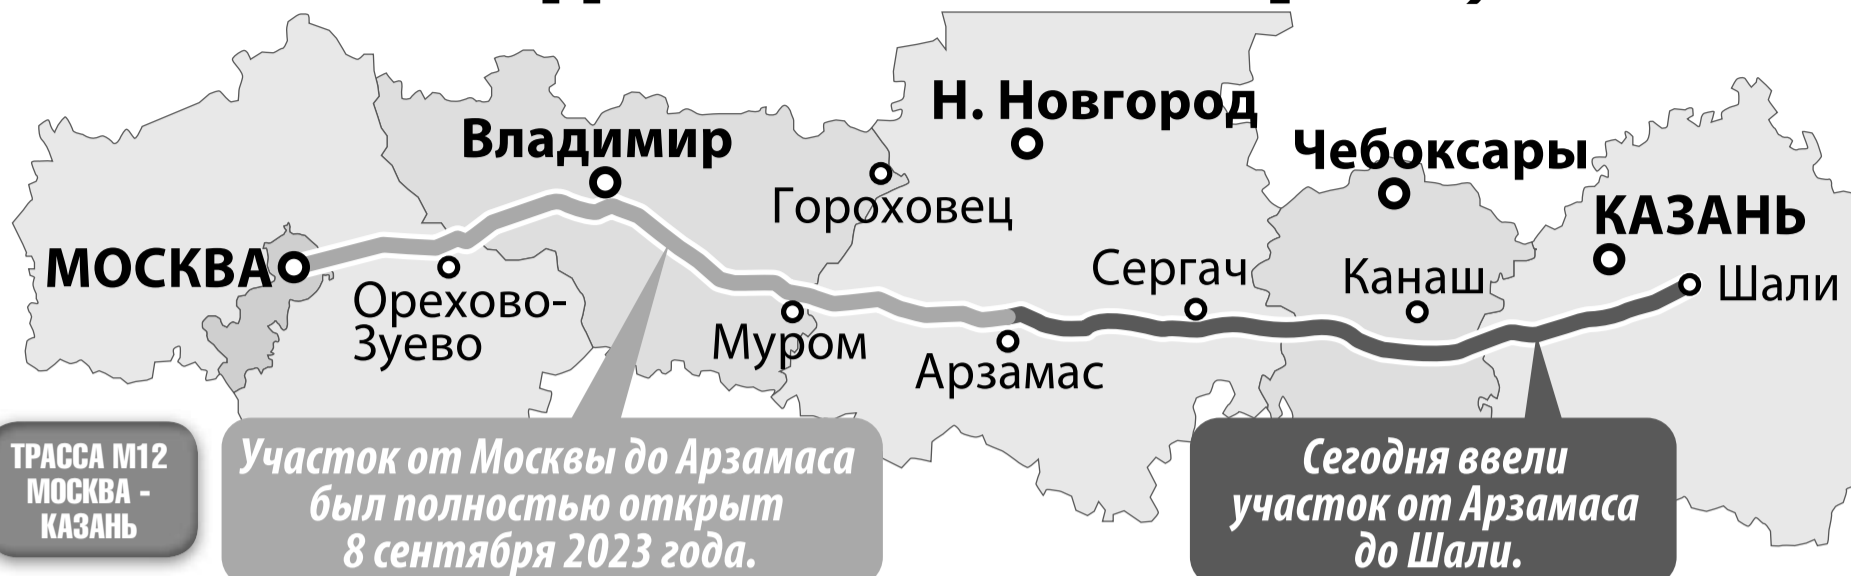 Н. Новгород
Владимир
Чебоксары
Гороховец
КАЗАНЬ
МОСКВА
Сергач
Канаш
Шали
Орехово-
Зуево
Муром
Арзамас
ТРАССА М12
МОСКВА -
КАЗАНЬ
Участок от Москвы до Арзамаса
был полностью открыт
8 сентября 2023 года.
Сегодня ввели
участок от Арзамаса
до Шали.